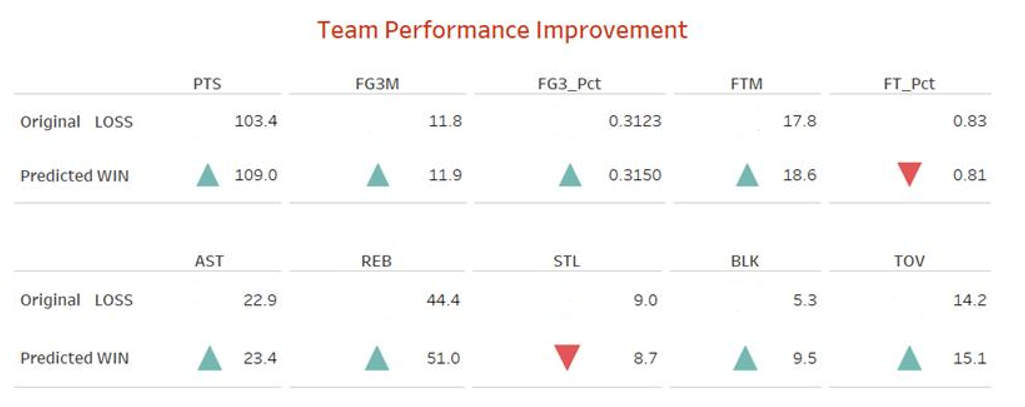 Team Performance Improvement
PTS FG3M FG3_Pct FTM FT_Pct
Original LOSS 103.4 11.8 0.3123 17.8 0.83
Predicted WIN 109.0 11.9 0.3150 18.6 0.81
AST REB STL BLK TOV
Original LOSS 22.9 44.4 9.0 5.3 14.2
Predicted WIN 23.4 51.0 8.7 9.5 15.1